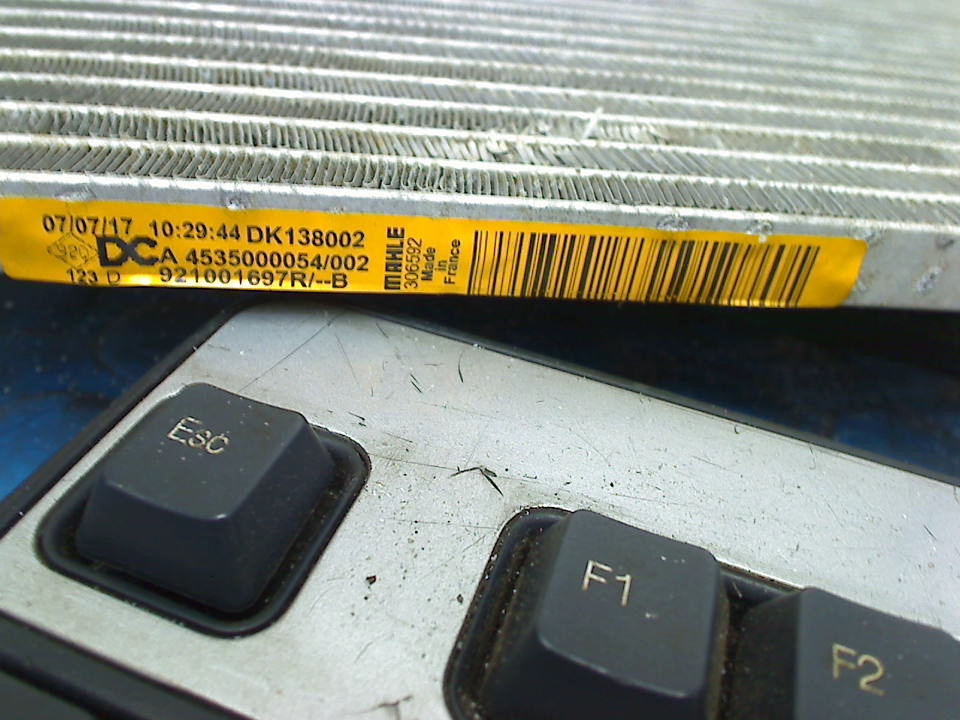 07/07/17 10:29:44 DK138002
DCA 4535000054/002
123 D 921001697R/--B
MAHLE
306592
Made
in
France
Esc
F1
F2